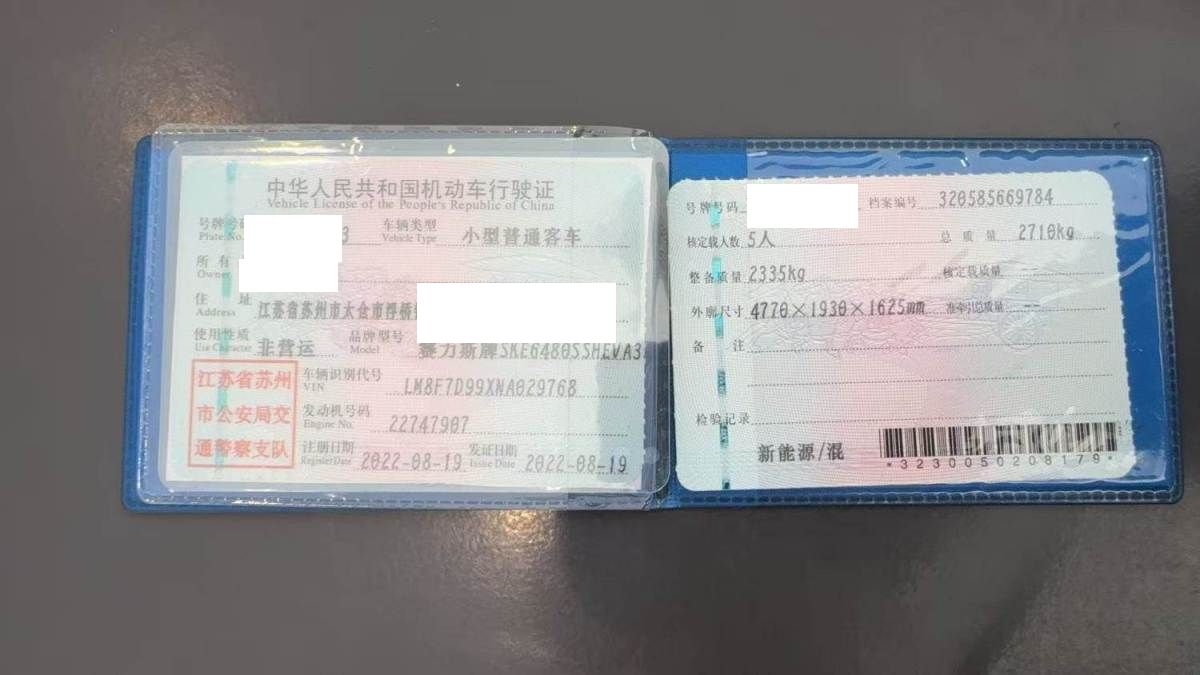 中华人民共和国机动车行驶证
Vehicle License of the People's Republic of China
号牌号码 3 车辆类型 小型普通客车
Plate No. Vehicle Type
所有
Owner
住 址 江苏省苏州市太仓市浮桥
Address
使用性质 非营运 品牌型号 赛力斯牌SKE6480SSHEVA3
Use Character Model
江苏省苏州
市公安局交
通警察支队
车辆识别代号 LM8F7D99XNA029768
VIN
发动机号码 22747907
Engine No.
注册日期 2022-08-19 发证日期 2022-08-19
Register Date Issue Date
号牌号码 档案编号 320585669784
核定载人数 5人 总 质 量 2710kg
整备质量 2335kg 核定载质量 --
外廓尺寸 4770×1930×1625mm 准牵引总质量 --
备 注
检验记录
新能源/混
*3230050208179*